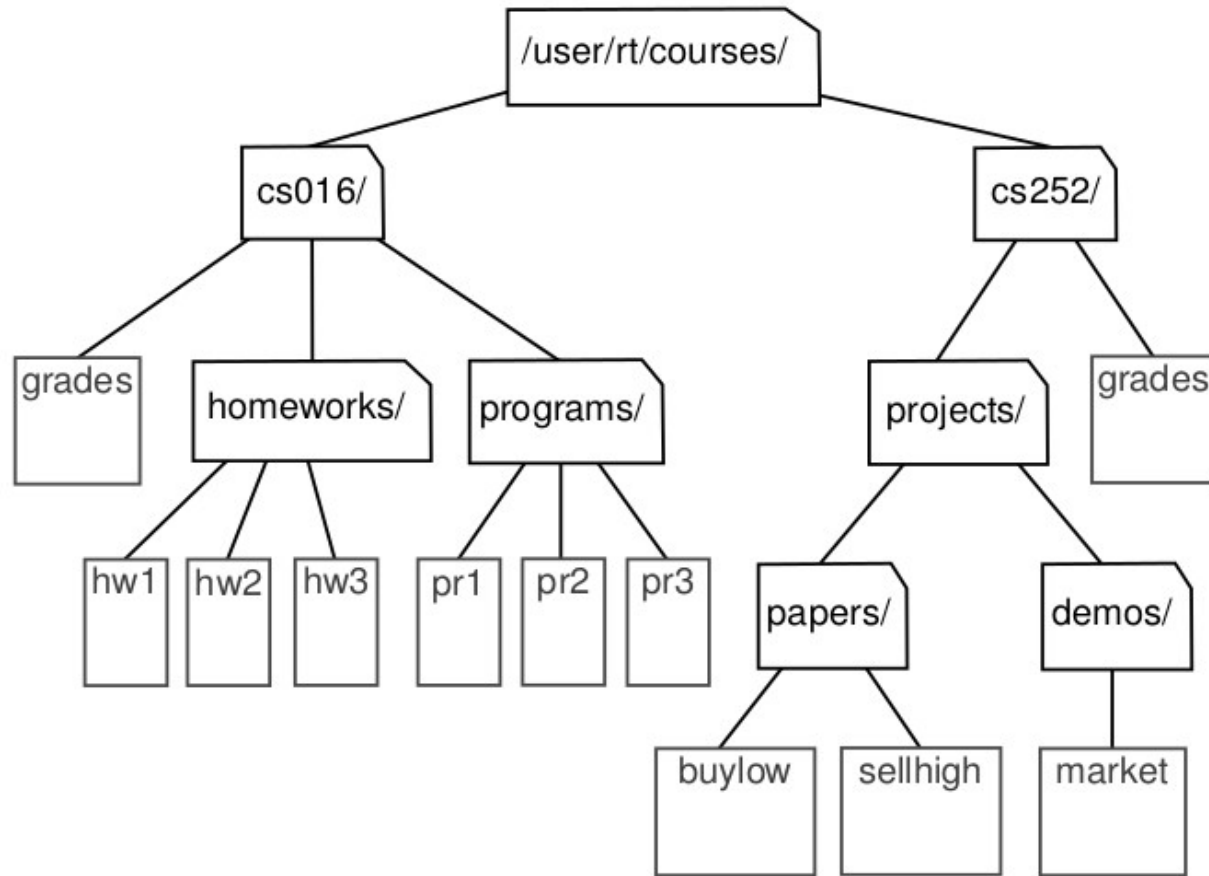 /user/rt/courses/
cs016/
cs252/
grades
homeworks/
programs/
projects/
grades
hw1
hw2
hw3
pr1
pr2
pr3
papers/
demos/
buylow
sellhigh
market